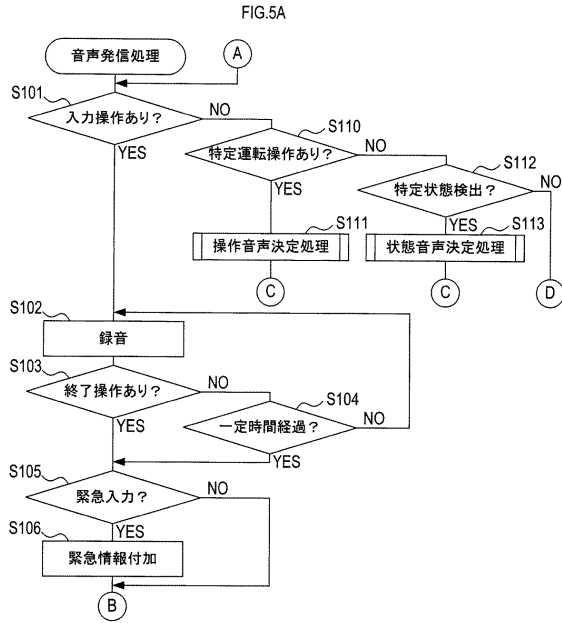 FIG.5A
音声発信処理
A
S101
入力操作あり?
NO
YES
S110
特定運転操作あり?
NO
YES
S112
特定状態検出?
NO
YES
S111
操作音声決定処理
S113
状態音声決定処理
C
C
D
S102
録音
S103
終了操作あり?
NO
YES
S104
一定時間経過?
NO
YES
S105
緊急入力?
NO
YES
S106
緊急情報付加
B